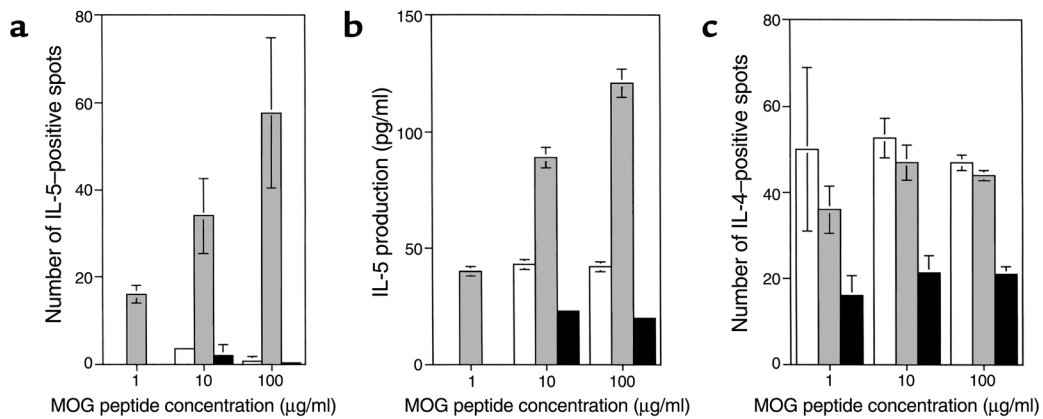 a
Number of IL-5–positive spots
80
60
40
20
0
1
10
100
MOG peptide concentration (μg/ml)
b
IL-5 production (pg/ml)
150
100
50
0
1
10
100
MOG peptide concentration (μg/ml)
c
Number of IL-4–positive spots
80
60
40
20
0
1
10
100
MOG peptide concentration (μg/ml)